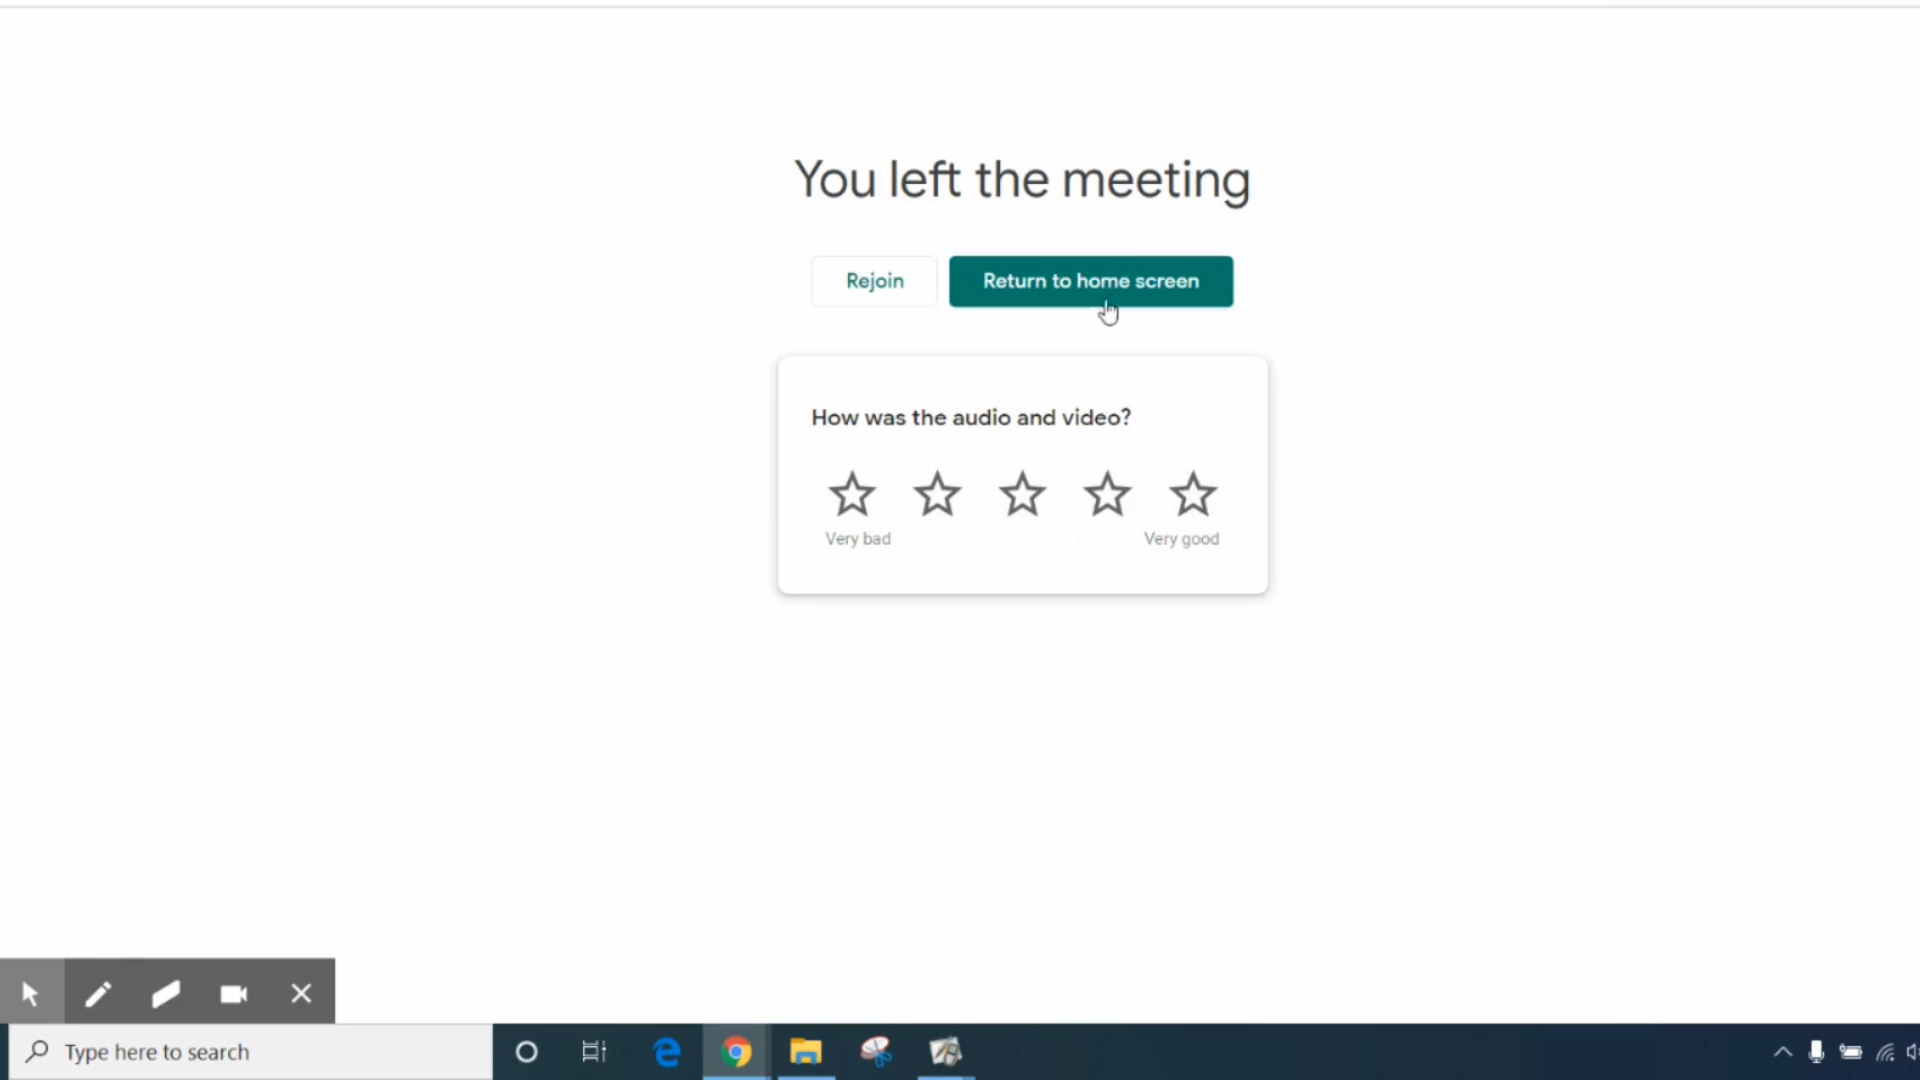 You left the meeting
Rejoin
Return to home screen
How was the audio and video?
Very bad
Very good
Type here to search